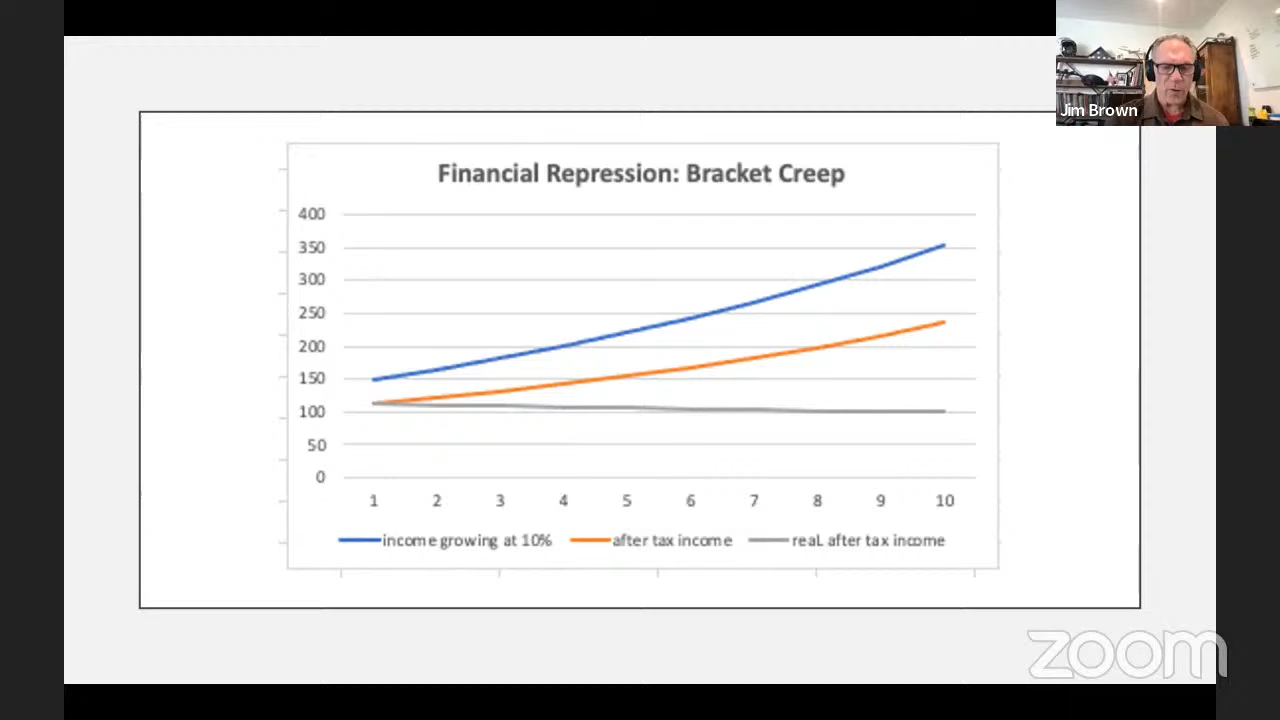 Jim Brown
Financial Repression: Bracket Creep
400
350
300
250
200
150
100
50
0
1 2 3 4 5 6 7 8 9 10
income growing at 10% after tax income real after tax income
zoom